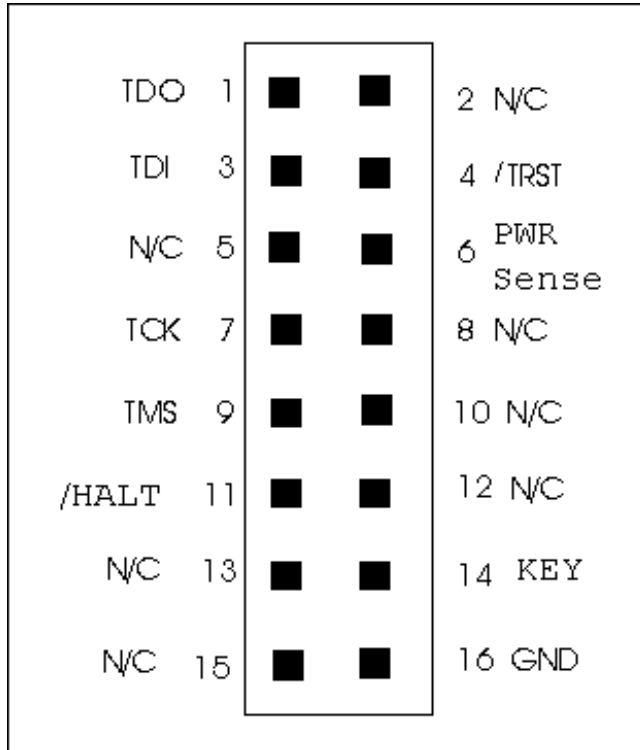 TDO 1 2 N/C
TDI 3 4 /TRST
N/C 5 6 PWR
Sense
TCK 7 8 N/C
TMS 9 10 N/C
/HALT 11 12 N/C
N/C 13 14 KEY
N/C 15 16 GND